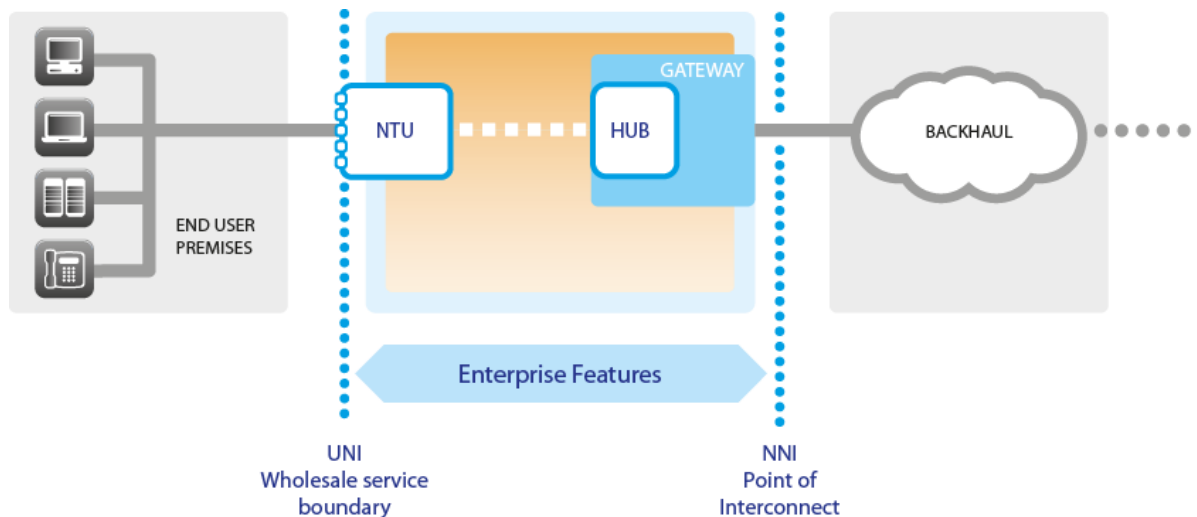 GATEWAY
NTU
HUB
BACKHAUL
END USER
PREMISES
Enterprise Features
UNI
Wholesale service
boundary
NNI
Point of
Interconnect